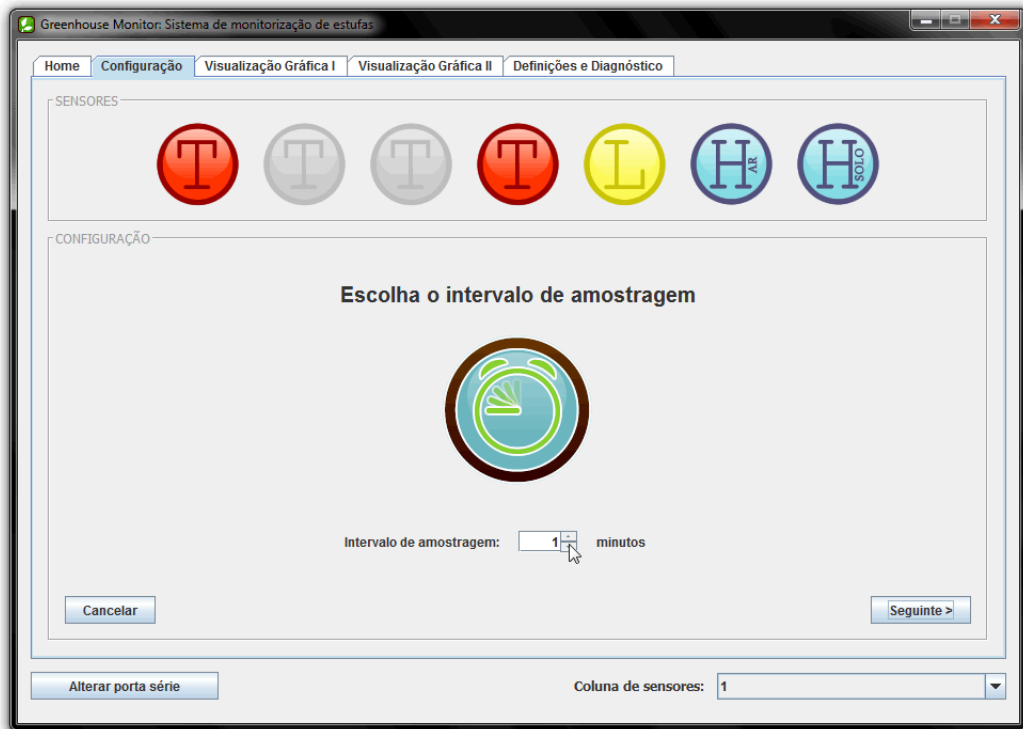 Greenhouse Monitor: Sistema de monitorização de estufas
Home Configuração Visualização Gráfica I Visualização Gráfica II Definições e Diagnóstico
SENSORES
T T T T L H AR H SOLO
CONFIGURAÇÃO
Escolha o intervalo de amostragem
Intervalo de amostragem: 1 minutos
Cancelar Seguinte >
Alterar porta série Coluna de sensores: 1